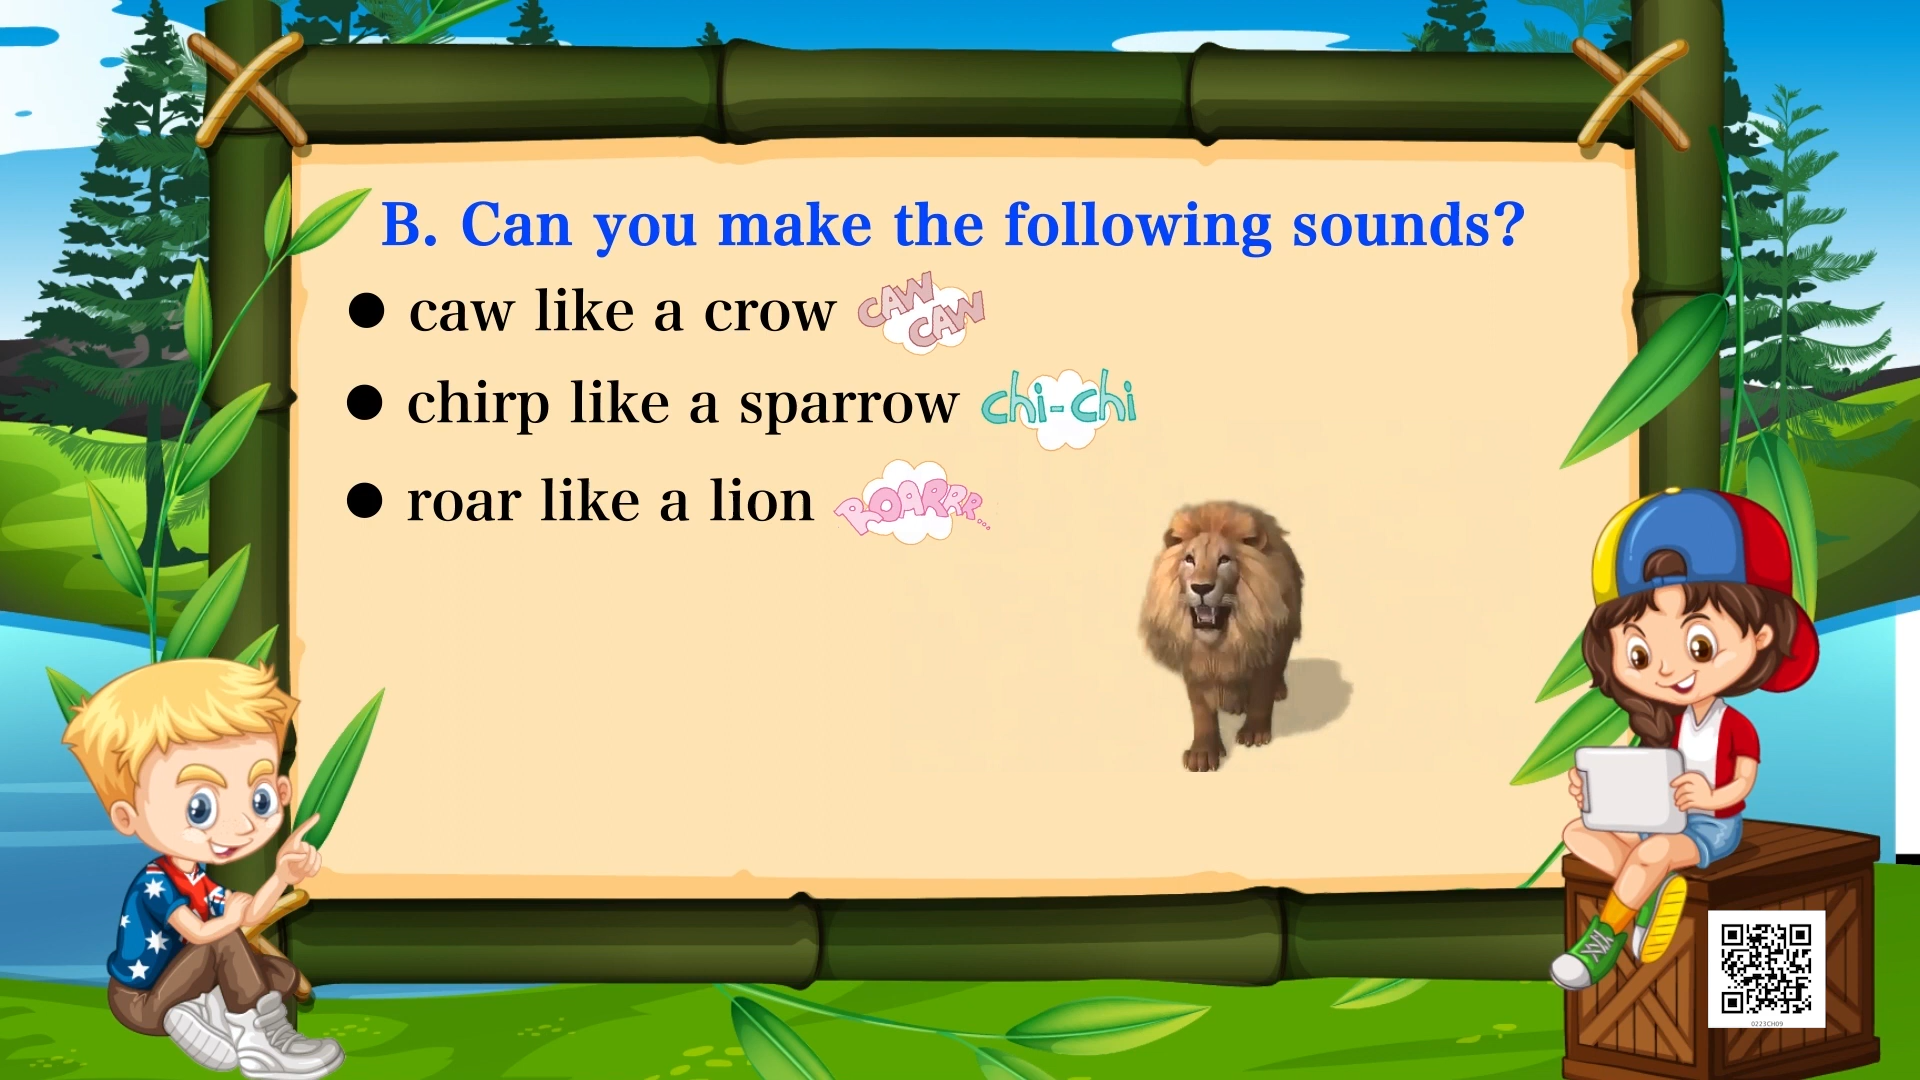 B. Can you make the following sounds?
● caw like a crow CAW CAW
● chirp like a sparrow chi-chi
● roar like a lion ROARRR...
0223CH09